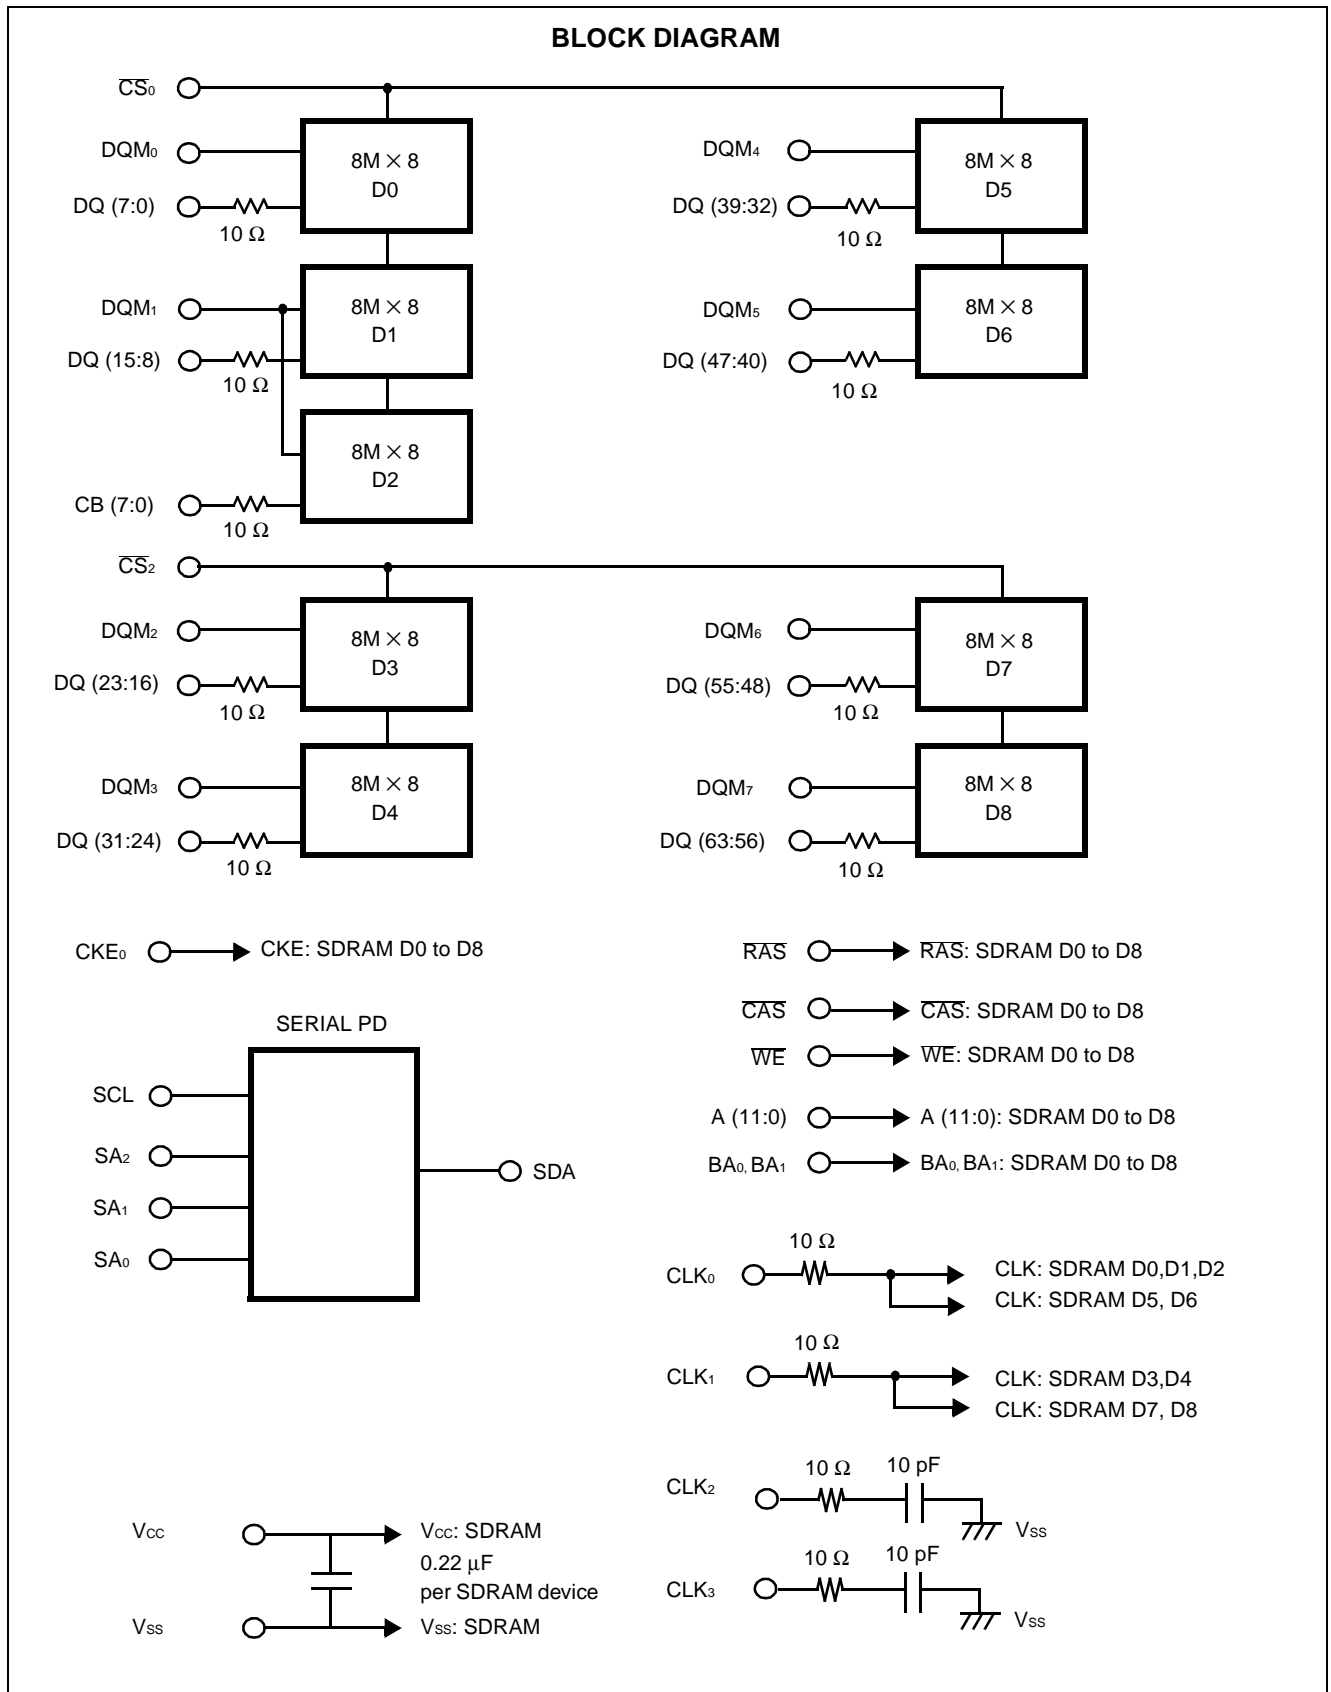 BLOCK DIAGRAM
CS0
DQM0
8M × 8
D0
DQ (7:0)
10 Ω
DQM4
8M × 8
D5
DQ (39:32)
10 Ω
DQM1
8M × 8
D1
DQ (15:8)
10 Ω
DQM5
8M × 8
D6
DQ (47:40)
10 Ω
8M × 8
D2
CB (7:0)
10 Ω
CS2
DQM2
8M × 8
D3
DQ (23:16)
10 Ω
DQM6
8M × 8
D7
DQ (55:48)
10 Ω
DQM3
8M × 8
D4
DQ (31:24)
10 Ω
DQM7
8M × 8
D8
DQ (63:56)
10 Ω
CKE0
CKE: SDRAM D0 to D8
RAS
RAS: SDRAM D0 to D8
CAS
CAS: SDRAM D0 to D8
WE
WE: SDRAM D0 to D8
A (11:0)
A (11:0): SDRAM D0 to D8
BA0, BA1
BA0, BA1: SDRAM D0 to D8
SERIAL PD
SCL
SA2
SA1
SA0
SDA
10 Ω
CLK0
CLK: SDRAM D0,D1,D2
CLK: SDRAM D5, D6
10 Ω
CLK1
CLK: SDRAM D3,D4
CLK: SDRAM D7, D8
10 Ω
10 pF
CLK2
VSS
10 Ω
10 pF
CLK3
VSS
VCC
VCC: SDRAM
0.22 μF
per SDRAM device
VSS
VSS: SDRAM